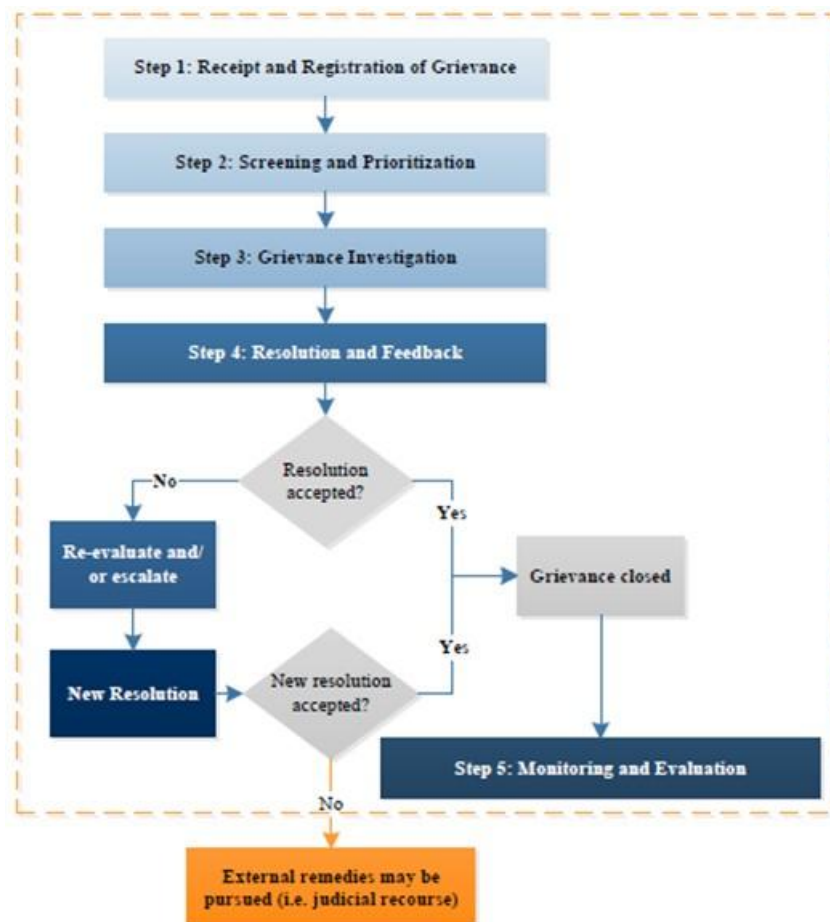 Step 1: Receipt and Registration of Grievance
Step 2: Screening and Prioritization
Step 3: Grievance Investigation
Step 4: Resolution and Feedback
Resolution
accepted?
No
Yes
Re-evaluate and/
or escalate
Grievance closed
New Resolution
New resolution
accepted?
Yes
Step 5: Monitoring and Evaluation
No
External remedies may be
pursued (i.e. judicial recourse)